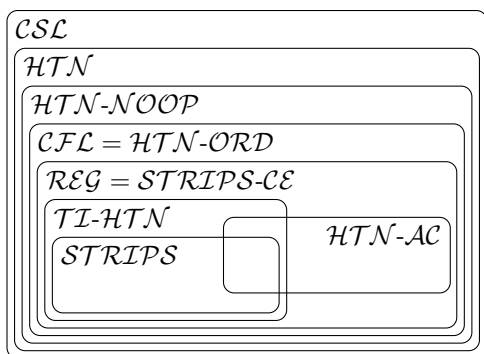 CSL
HTN
HTN-NOOP
CFL = HTN-ORD
REG = STRIPS-CE
TI-HTN
HTN-AC
STRIPS